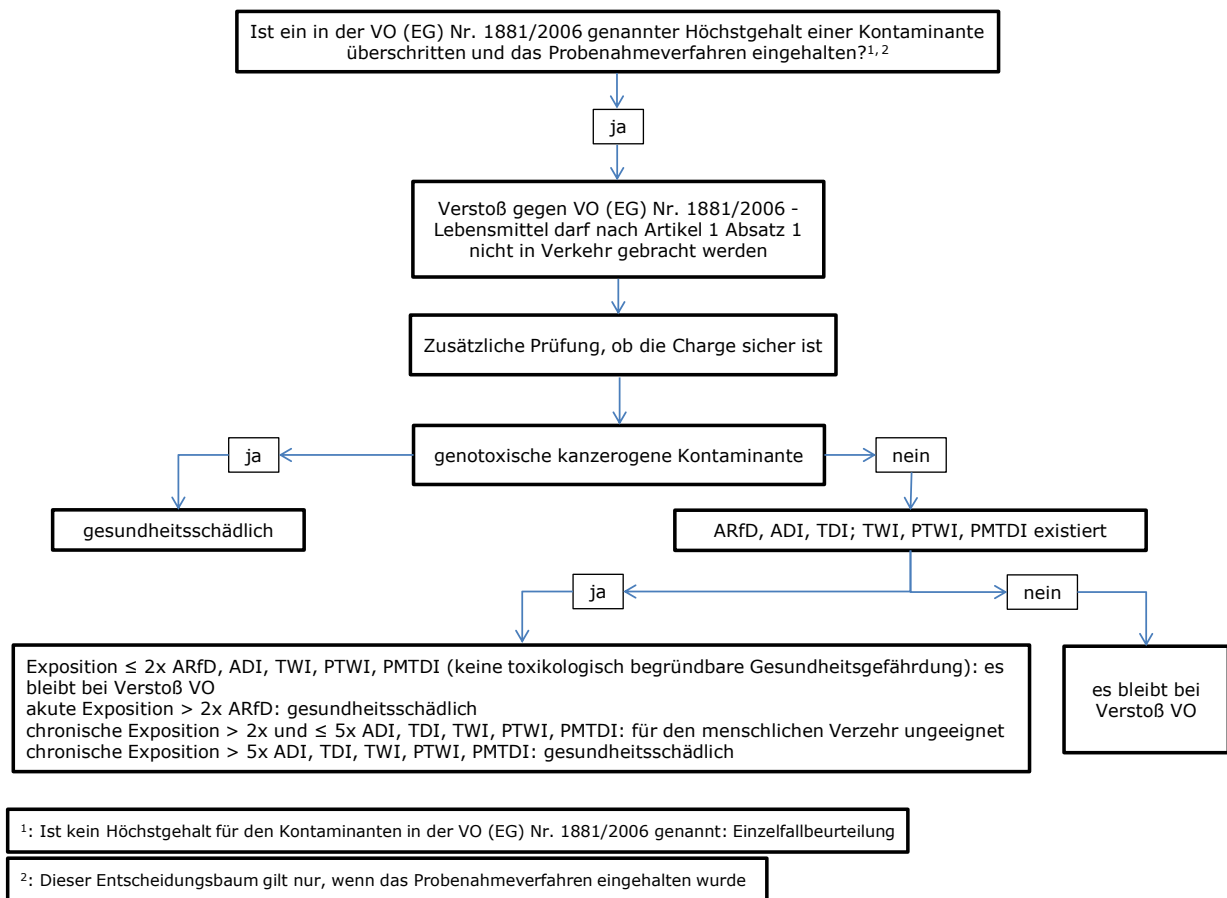 Ist ein in der VO (EG) Nr. 1881/2006 genannter Höchstgehalt einer Kontaminante
überschritten und das Probenahmeverfahren eingehalten?¹,²
ja
Verstoß gegen VO (EG) Nr. 1881/2006 -
Lebensmittel darf nach Artikel 1 Absatz 1
nicht in Verkehr gebracht werden
Zusätzliche Prüfung, ob die Charge sicher ist
ja
genotoxische kanzerogene Kontaminante
nein
gesundheitsschädlich
ARfD, ADI, TDI; TWI, PTWI, PMTDI existiert
ja
nein
Exposition ≤ 2x ARfD, ADI, TWI, PTWI, PMTDI (keine toxikologisch begründbare Gesundheitsgefährdung): es
bleibt bei Verstoß VO
akute Exposition > 2x ARfD: gesundheitsschädlich
chronische Exposition > 2x und ≤ 5x ADI, TDI, TWI, PTWI, PMTDI: für den menschlichen Verzehr ungeeignet
chronische Exposition > 5x ADI, TDI, TWI, PTWI, PMTDI: gesundheitsschädlich
es bleibt bei
Verstoß VO
¹: Ist kein Höchstgehalt für den Kontaminanten in der VO (EG) Nr. 1881/2006 genannt: Einzelfallbeurteilung
²: Dieser Entscheidungsbaum gilt nur, wenn das Probenahmeverfahren eingehalten wurde